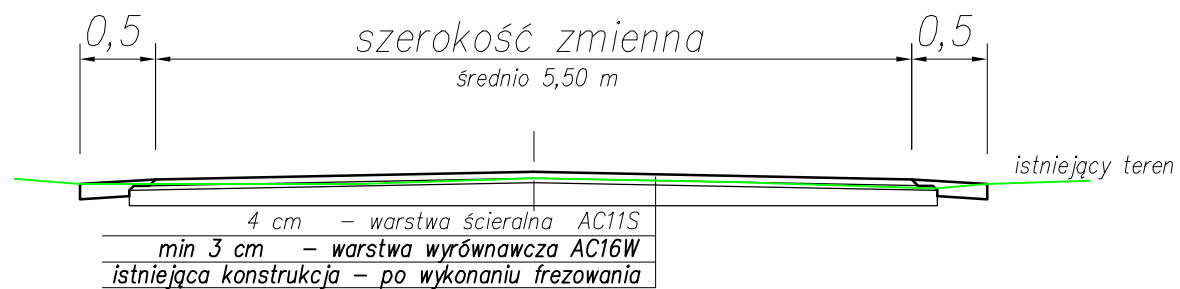 0,5 szerokość zmienna 0,5
średnio 5,50 m
istniejący teren
4 cm – warstwa ścieralna AC11S
min 3 cm – warstwa wyrównawcza AC16W
istniejąca konstrukcja – po wykonaniu frezowania